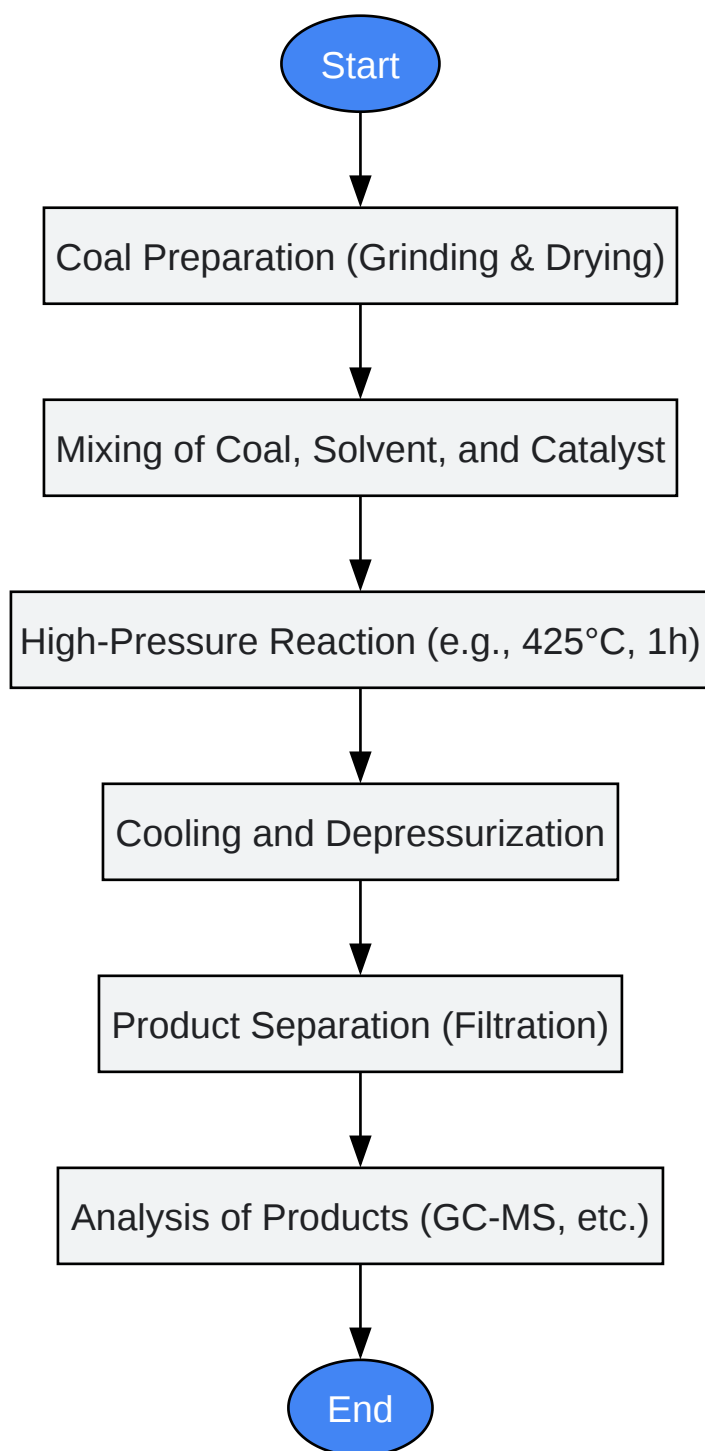 Start
Coal Preparation (Grinding & Drying)
Mixing of Coal, Solvent, and Catalyst
High-Pressure Reaction (e.g., 425°C, 1h)
Cooling and Depressurization
Product Separation (Filtration)
Analysis of Products (GC-MS, etc.)
End